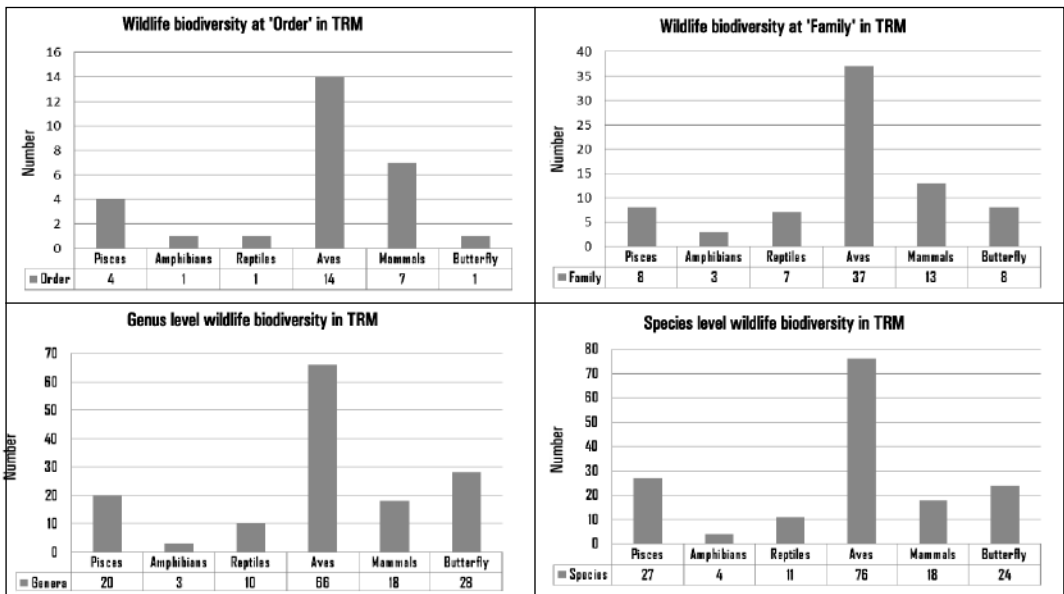 Wildlife biodiversity at 'Order' in TRM
16
14
12
10
8
6
4
2
0
Number
Pisces Amphibians Reptiles Aves Mammals Butterfly
Order 4 1 1 14 7 1
Wildlife biodiversity at 'Family' in TRM
40
35
30
25
20
15
10
5
0
Number
Pisces Amphibians Reptiles Aves Mammals Butterfly
Family 8 3 7 37 13 8
Genus level wildlife biodiversity in TRM
70
60
50
40
30
20
10
0
Number
Pisces Amphibians Reptiles Aves Mammals Butterfly
Genera 20 3 10 66 18 28
Species level wildlife biodiversity in TRM
80
70
60
50
40
30
20
10
0
Number
Pisces Amphibians Reptiles Aves Mammals Butterfly
Species 27 4 11 76 18 24